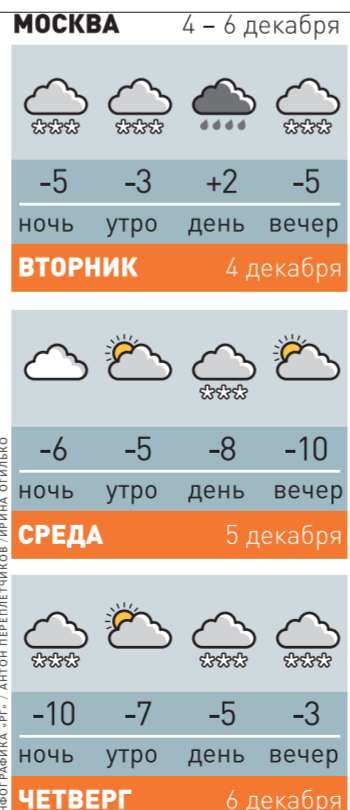 МОСКВА 4 – 6 декабря
-5 -3 +2 -5
ночь утро день вечер
ВТОРНИК 4 декабря
-6 -5 -8 -10
ночь утро день вечер
СРЕДА 5 декабря
-10 -7 -5 -3
ночь утро день вечер
ЧЕТВЕРГ 6 декабря
«РГ» / АНТОН ПЕРЕПЛЕТЧИКОВ /ИРИНА ОГИЛЬКО